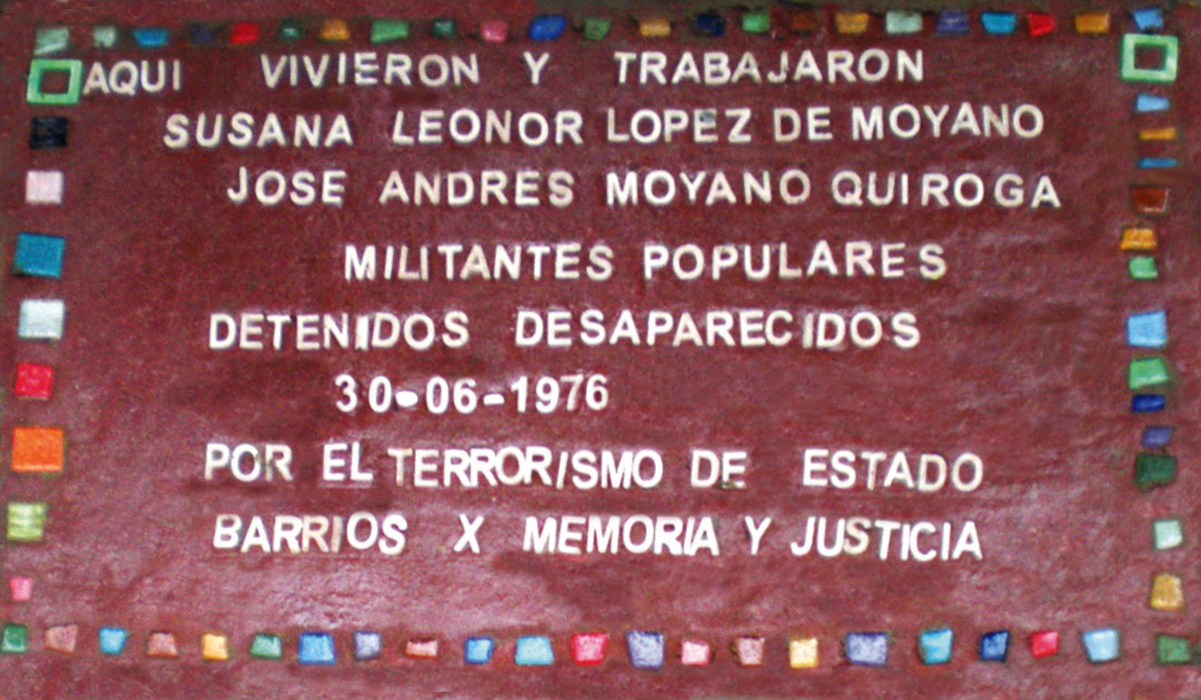 AQUI VIVIERON Y TRABAJARON
SUSANA LEONOR LOPEZ DE MOYANO
JOSE ANDRES MOYANO QUIROGA
MILITANTES POPULARES
DETENIDOS DESAPARECIDOS
30-06-1976
POR EL TERRORISMO DE ESTADO
BARRIOS X MEMORIA Y JUSTICIA